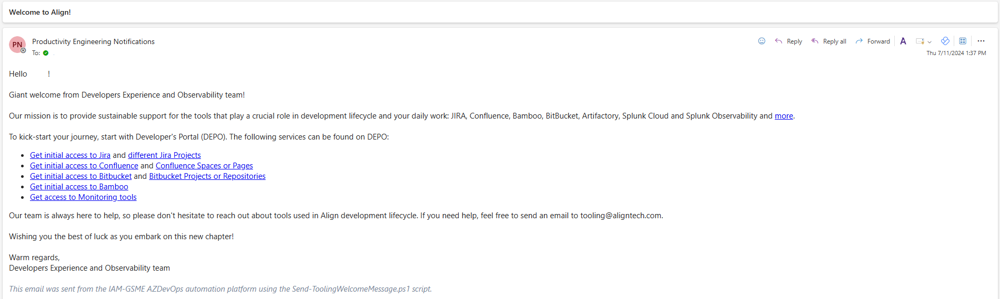 Welcome to Align!
PN
Productivity Engineering Notifications
Reply
Reply all
Forward
To:
Thu 7/11/2024 1:37 PM
Hello !
Giant welcome from Developers Experience and Observability team!
Our mission is to provide sustainable support for the tools that play a crucial role in development lifecycle and your daily work: JIRA, Confluence, Bamboo, BitBucket, Artifactory, Splunk Cloud and Splunk Observability and more.
To kick-start your journey, start with Developer's Portal (DEPO). The following services can be found on DEPO:
• Get initial access to Jira and different Jira Projects
• Get initial access to Confluence and Confluence Spaces or Pages
• Get initial access to Bitbucket and Bitbucket Projects or Repositories
• Get initial access to Bamboo
• Get access to Monitoring tools
Our team is always here to help, so please don't hesitate to reach out about tools used in Align development lifecycle. If you need help, feel free to send an email to tooling@aligntech.com.
Wishing you the best of luck as you embark on this new chapter!
Warm regards,
Developers Experience and Observability team
This email was sent from the IAM-GSME AZDevOps automation platform using the Send-ToolingWelcomeMessage.ps1 script.